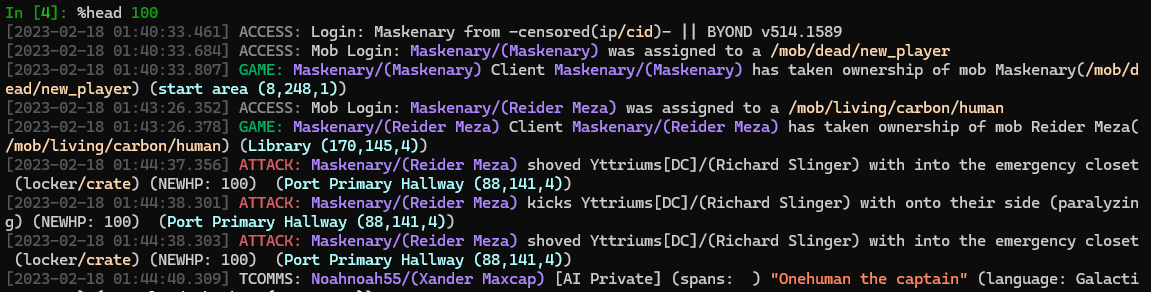 In [4]: %head 100
[2023-02-18 01:40:33.461] ACCESS: Login: Maskenary from -censored(ip/cid)- || BYOND v514.1589
[2023-02-18 01:40:33.684] ACCESS: Mob Login: Maskenary/(Maskenary) was assigned to a /mob/dead/new_player
[2023-02-18 01:40:33.807] GAME: Maskenary/(Maskenary) Client Maskenary/(Maskenary) has taken ownership of mob Maskenary(/mob/d
ead/new_player) (start area (8,248,1))
[2023-02-18 01:43:26.352] ACCESS: Mob Login: Maskenary/(Reider Meza) was assigned to a /mob/living/carbon/human
[2023-02-18 01:43:26.378] GAME: Maskenary/(Reider Meza) Client Maskenary/(Reider Meza) has taken ownership of mob Reider Meza(
/mob/living/carbon/human) (Library (170,145,4))
[2023-02-18 01:44:37.356] ATTACK: Maskenary/(Reider Meza) shoved Yttriums[DC]/(Richard Slinger) with into the emergency closet
 (locker/crate) (NEWHP: 100)  (Port Primary Hallway (88,141,4))
[2023-02-18 01:44:38.301] ATTACK: Maskenary/(Reider Meza) kicks Yttriums[DC]/(Richard Slinger) with onto their side (paralyzin
g) (NEWHP: 100)  (Port Primary Hallway (88,141,4))
[2023-02-18 01:44:38.303] ATTACK: Maskenary/(Reider Meza) shoved Yttriums[DC]/(Richard Slinger) with into the emergency closet
 (locker/crate) (NEWHP: 100)  (Port Primary Hallway (88,141,4))
[2023-02-18 01:44:40.309] TCOMMS: Noahnoah55/(Xander Maxcap) [AI Private] (spans:  ) "Onehuman the captain" (language: Galacti